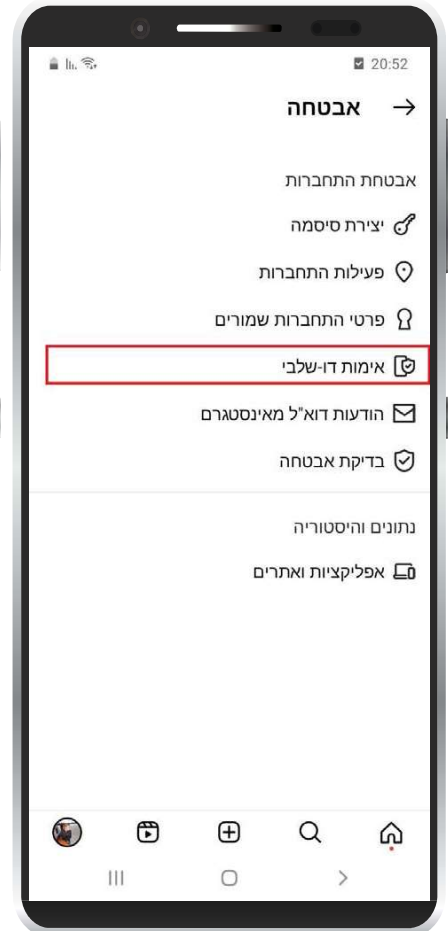 20:52
אבטחה
אבטחת התחברות
יצירת סיסמה
פעילות התחברות
פרטי התחברות שמורים
אימות דו-שלבי
הודעות דוא"ל מאינסטגרם
בדיקת אבטחה
נתונים והיסטוריה
אפליקציות ואתרים